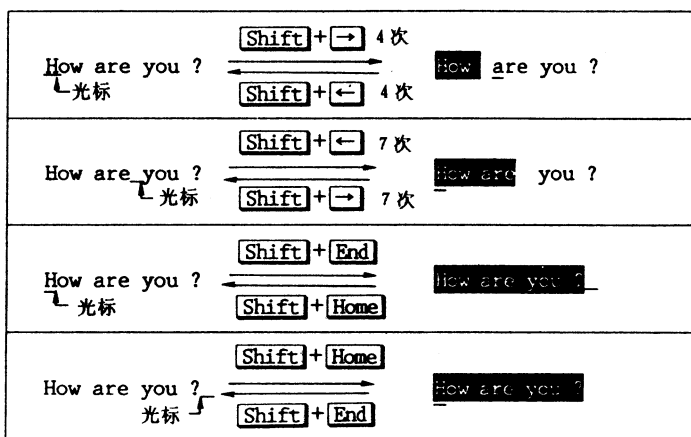 Shift + → 4 次
How are you ? How are you ?
光标 Shift + ← 4 次
Shift + ← 7 次
How are you ? How are you ?
光标 Shift + → 7 次
Shift + End
How are you ? How are you ?
光标 Shift + Home
Shift + Home
How are you ? How are you ?
光标 Shift + End